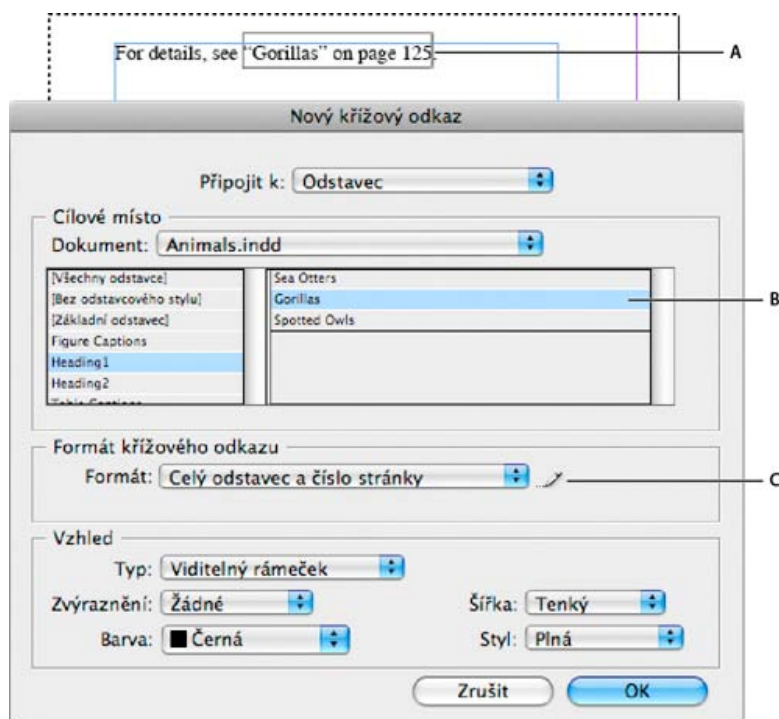 For details, see “Gorillas” on page 125.
A
Nový křížový odkaz
Připojit k: Odstavec
Cílové místo
Dokument: Animals.indd
[Všechny odstavce]
[Bez odstavcového stylu]
[Základní odstavec]
Figure Captions
Heading1
Heading2
Table Captions
Sea Otters
Gorillas
Spotted Owls
B
Formát křížového odkazu
Formát: Celý odstavec a číslo stránky
C
Vzhled
Typ: Viditelný rámeček
Zvýraznění: Žádné
Šířka: Tenký
Barva: Černá
Styl: Plná
Zrušit
OK